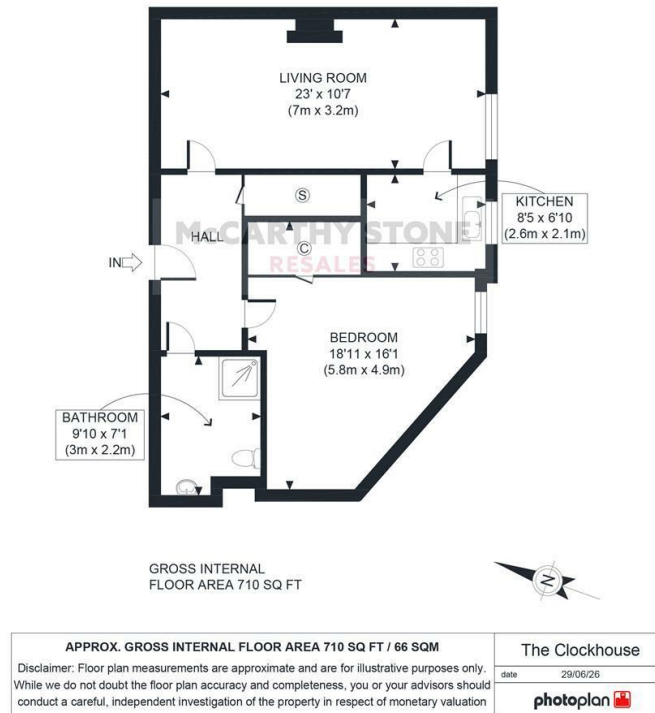 LIVING ROOM
23' x 10'7
(7m x 3.2m)
S
KITCHEN
8'5 x 6'10
(2.6m x 2.1m)
McCARTHY STONE
RESALES
HALL
C
IN
BEDROOM
18'11 x 16'1
(5.8m x 4.9m)
BATHROOM
9'10 x 7'1
(3m x 2.2m)
GROSS INTERNAL
FLOOR AREA 710 SQ FT
N
APPROX. GROSS INTERNAL FLOOR AREA 710 SQ FT / 66 SQM
Disclaimer: Floor plan measurements are approximate and are for illustrative purposes only.
While we do not doubt the floor plan accuracy and completeness, you or your advisors should
conduct a careful, independent investigation of the property in respect of monetary valuation
The Clockhouse
date 29/06/26
photoplan